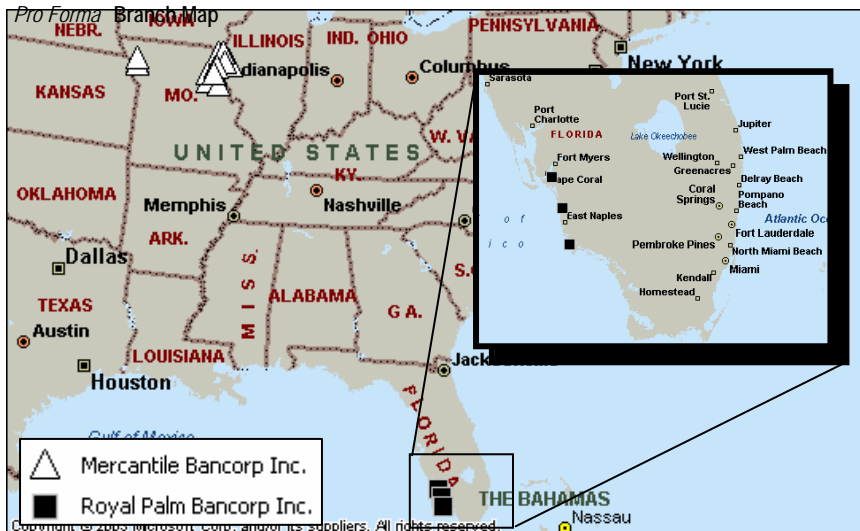 Pro Forma Branch Map
NEBR.
IOWA
ILLINOIS
IND.
OHIO
PENNSYLVANIA
New York
dianapolis
Columbus
KANSAS
MO.
W. VA
UNITED STATES
KY.
OKLAHOMA
Memphis
Nashville
ARK.
MISS.
Dallas
S.C
TEXAS
ALABAMA
GA.
Austin
LOUISIANA
Houston
Jack
FLORIDA
Gulf of Mexico
THE BAHAMAS
Nassau
Sarasota
Port St.
Lucie
Port
Charlotte
FLORIDA
Lake Okeechobee
Jupiter
Fort Myers
Wellington
West Palm Beach
Greenacres
ape Coral
Delray Beach
Coral
Springs
Pompano
Beach
o f
East Naples
Atlantic Oce
Fort Lauderdale
i c o
Pembroke Pines
North Miami Beach
Miami
Kendall
Homestead
Mercantile Bancorp Inc.
Royal Palm Bancorp Inc.
Copyright © 2003 Microsoft Corp. and/or its suppliers. All rights reserved.